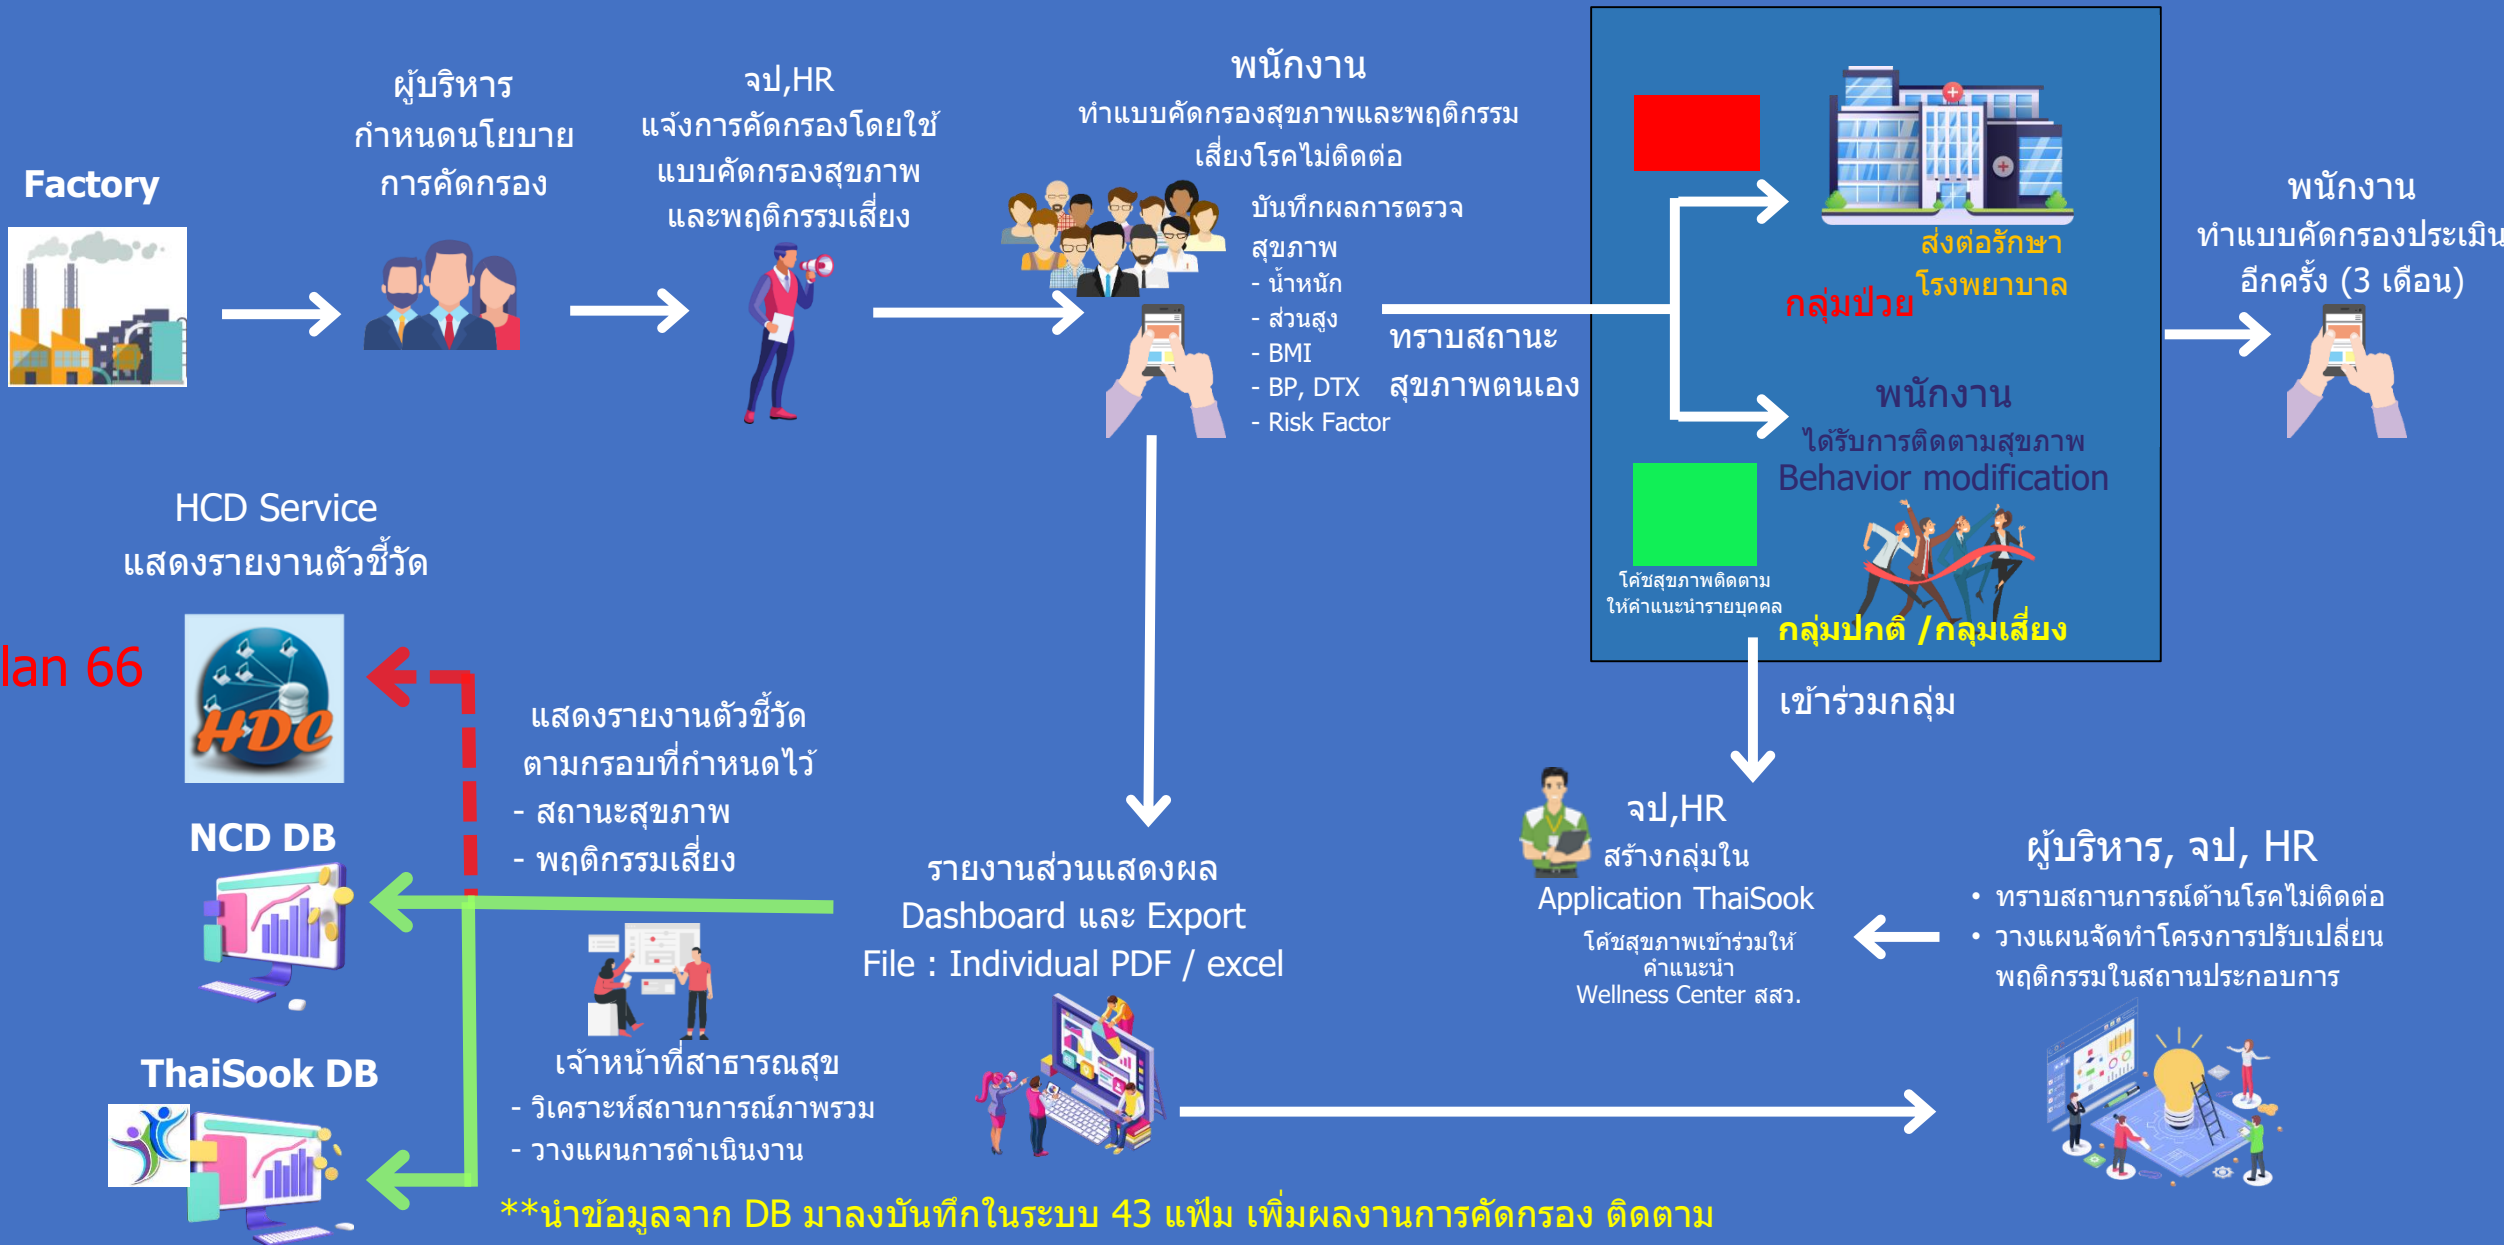 Factory
ผู้บริหาร
กำหนดนโยบาย
การคัดกรอง
จป,HR
แจ้งการคัดกรองโดยใช้
แบบคัดกรองสุขภาพ
และพฤติกรรมเสี่ยง
พนักงาน
ทำแบบคัดกรองสุขภาพและพฤติกรรม
เสี่ยงโรคไม่ติดต่อ
บันทึกผลการตรวจ
สุขภาพ
- น้ำหนัก
- ส่วนสูง
- BMI
- BP, DTX
- Risk Factor
ทราบสถานะ
สุขภาพตนเอง
ส่งต่อรักษา
โรงพยาบาล
กลุ่มป่วย
พนักงาน
ได้รับการติดตามสุขภาพ
Behavior modification
โค้ชสุขภาพติดตาม
ให้คำแนะนำรายบุคคล
กลุ่มปกติ /กลุมเสี่ยง
พนักงาน
ทำแบบคัดกรองประเมิน
อีกครั้ง (3 เดือน)
HCD Service
แสดงรายงานตัวชี้วัด
lan 66
HDC
แสดงรายงานตัวชี้วัด
ตามกรอบที่กำหนดไว้
- สถานะสุขภาพ
- พฤติกรรมเสี่ยง
NCD DB
ThaiSook DB
เจ้าหน้าที่สาธารณสุข
- วิเคราะห์สถานการณ์ภาพรวม
- วางแผนการดำเนินงาน
รายงานส่วนแสดงผล
Dashboard และ Export
File : Individual PDF / excel
เข้าร่วมกลุ่ม
จป,HR
สร้างกลุ่มใน
Application ThaiSook
โค้ชสุขภาพเข้าร่วมให้
คำแนะนำ
Wellness Center สสว.
ผู้บริหาร, จป, HR
• ทราบสถานการณ์ด้านโรคไม่ติดต่อ
• วางแผนจัดทำโครงการปรับเปลี่ยน
พฤติกรรมในสถานประกอบการ
**นำข้อมูลจาก DB มาลงบันทึกในระบบ 43 แฟ้ม เพิ่มผลงานการคัดกรอง ติดตาม